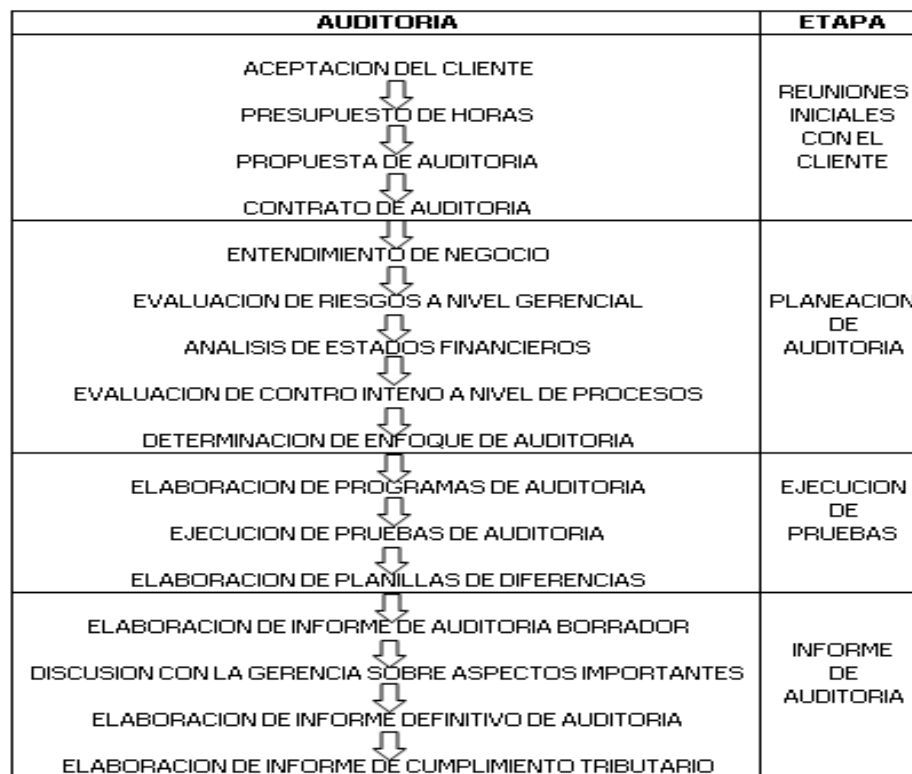 AUDITORIA ETAPA
ACEPTACION DEL CLIENTE
PRESUPUESTO DE HORAS
PROPUESTA DE AUDITORIA
CONTRATO DE AUDITORIA
REUNIONES
INICIALES
CON EL
CLIENTE
ENTENDIMIENTO DE NEGOCIO
EVALUACION DE RIESGOS A NIVEL GERENCIAL
ANALISIS DE ESTADOS FINANCIEROS
EVALUACION DE CONTRO INTENO A NIVEL DE PROCESOS
DETERMINACION DE ENFOQUE DE AUDITORIA
PLANEACION
DE
AUDITORIA
ELABORACION DE PROGRAMAS DE AUDITORIA
EJECUCION DE PRUEBAS DE AUDITORIA
ELABORACION DE PLANILLAS DE DIFERENCIAS
EJECUCION
DE
PRUEBAS
ELABORACION DE INFORME DE AUDITORIA BORRADOR
DISCUSION CON LA GERENCIA SOBRE ASPECTOS IMPORTANTES
ELABORACION DE INFORME DEFINITIVO DE AUDITORIA
ELABORACION DE INFORME DE CUMPLIMIENTO TRIBUTARIO
INFORME
DE
AUDITORIA